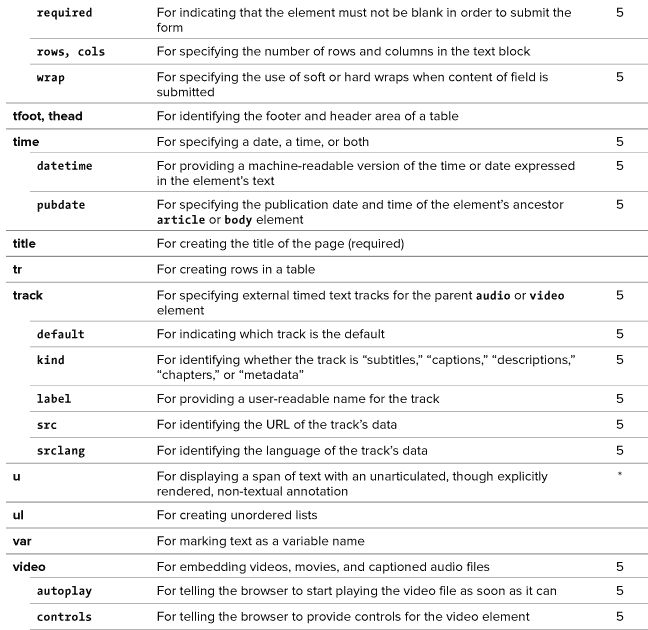 required For indicating that the element must not be blank in order to submit the 5
form
rows, cols For specifying the number of rows and columns in the text block
wrap For specifying the use of soft or hard wraps when content of field is 5
submitted
tfoot, thead For identifying the footer and header area of a table
time For specifying a date, a time, or both 5
datetime For providing a machine-readable version of the time or date expressed 5
in the element’s text
pubdate For specifying the publication date and time of the element’s ancestor 5
article or body element
title For creating the title of the page (required)
tr For creating rows in a table
track For specifying external timed text tracks for the parent audio or video 5
element
default For indicating which track is the default 5
kind For identifying whether the track is “subtitles,” “captions,” “descriptions,” 5
“chapters,” or “metadata”
label For providing a user-readable name for the track 5
src For identifying the URL of the track’s data 5
srclang For identifying the language of the track’s data 5
u For displaying a span of text with an unarticulated, though explicitly *
rendered, non-textual annotation
ul For creating unordered lists
var For marking text as a variable name
video For embedding videos, movies, and captioned audio files 5
autoplay For telling the browser to start playing the video file as soon as it can 5
controls For telling the browser to provide controls for the video element 5